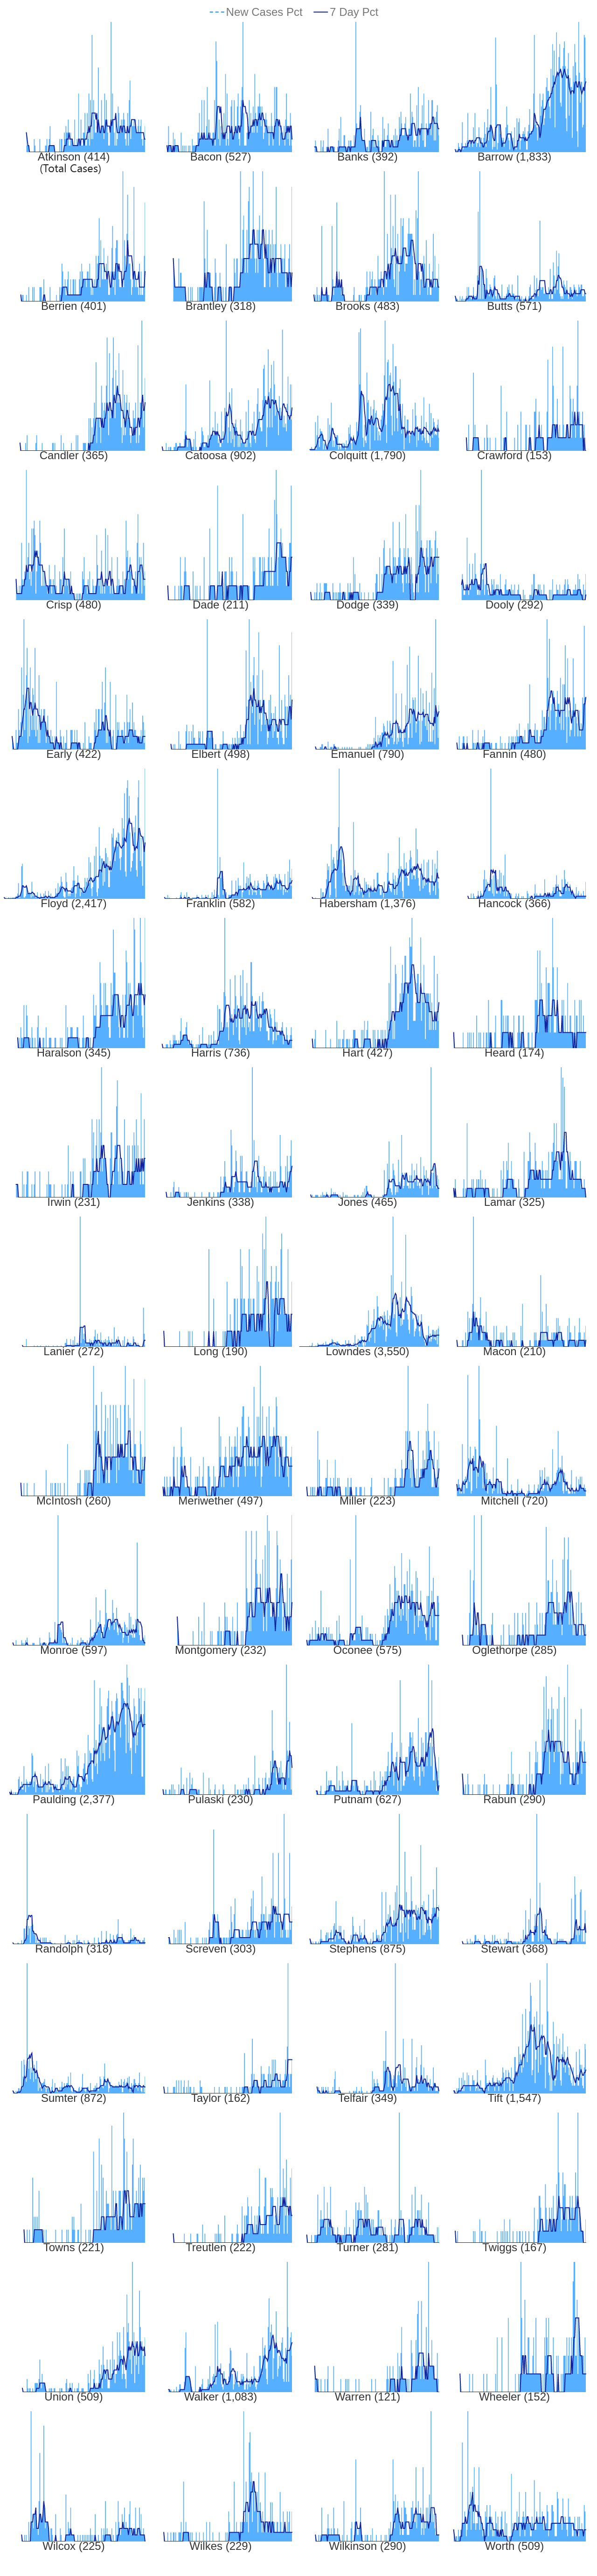 New Cases Pct 7 Day Pct
Atkinson (414) Bacon (527) Banks (392) Barrow (1,833)
(Total Cases)
Berrien (401) Brantley (318) Brooks (483) Butts (571)
Candler (365) Catoosa (902) Colquitt (1,790) Crawford (153)
Crisp (480) Dade (211) Dodge (339) Dooly (292)
Early (422) Elbert (498) Emanuel (790) Fannin (480)
Floyd (2,417) Franklin (582) Habersham (1,376) Hancock (366)
Haralson (345) Harris (736) Hart (427) Heard (174)
Irwin (231) Jenkins (338) Jones (465) Lamar (325)
Lanier (272) Long (190) Lowndes (3,550) Macon (210)
McIntosh (260) Meriwether (497) Miller (223) Mitchell (720)
Monroe (597) Montgomery (232) Oconee (575) Oglethorpe (285)
Paulding (2,377) Pulaski (230) Putnam (627) Rabun (290)
Randolph (318) Screven (303) Stephens (875) Stewart (368)
Sumter (872) Taylor (162) Telfair (349) Tift (1,547)
Towns (221) Treutlen (222) Turner (281) Twiggs (167)
Union (509) Walker (1,083) Warren (121) Wheeler (152)
Wilcox (225) Wilkes (229) Wilkinson (290) Worth (509)